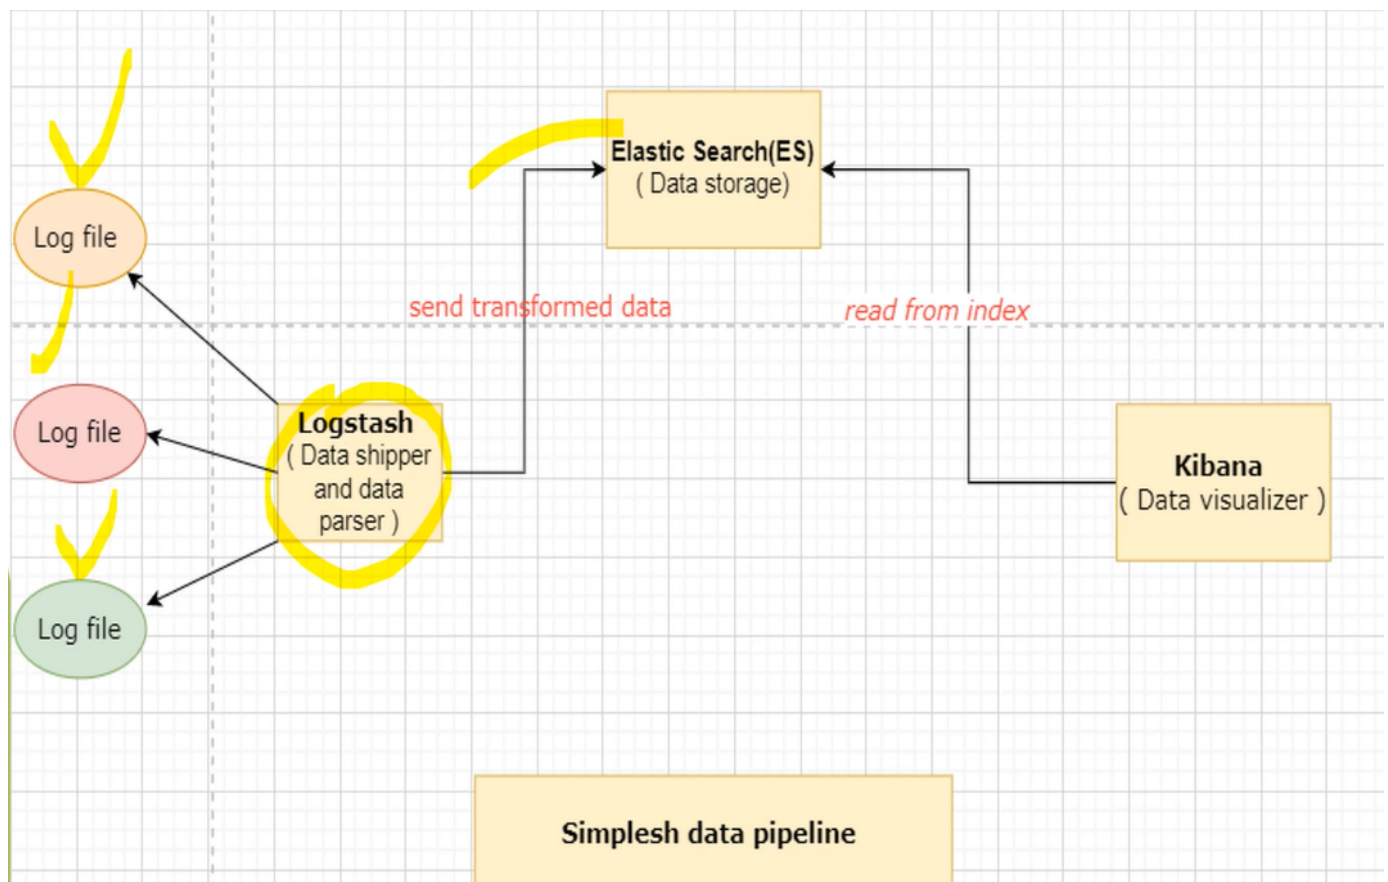 Elastic Search(ES)
( Data storage)
Log file
send transformed data
read from index
Log file
Logstash
( Data shipper
and data
parser )
Kibana
( Data visualizer )
Log file
Simplesh data pipeline